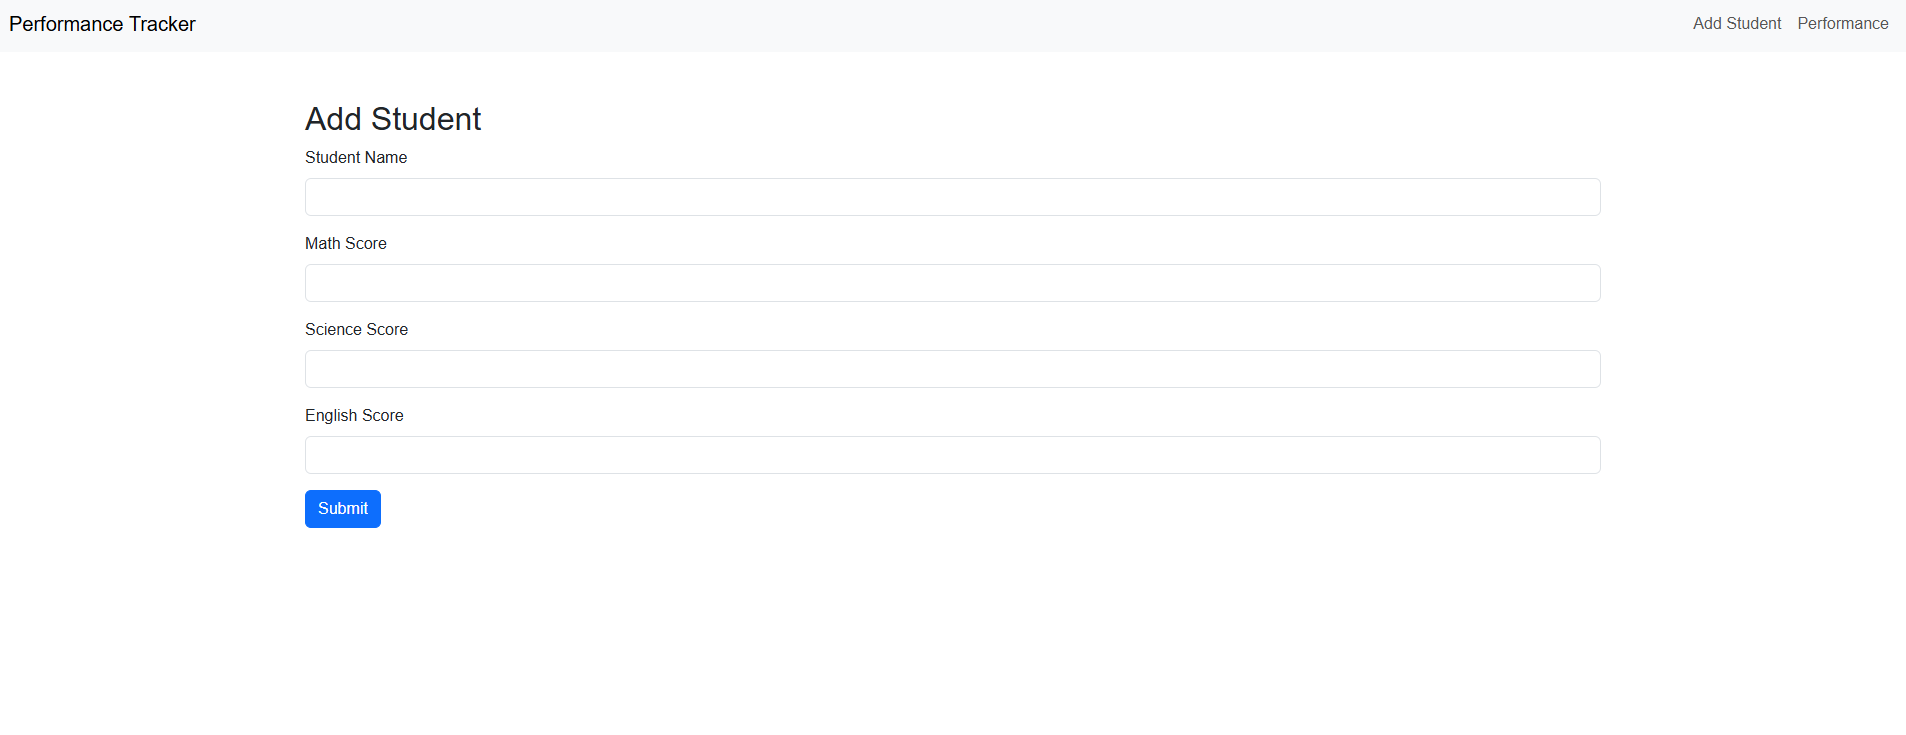 Performance Tracker
Add Student Performance
Add Student
Student Name
Math Score
Science Score
English Score
Submit